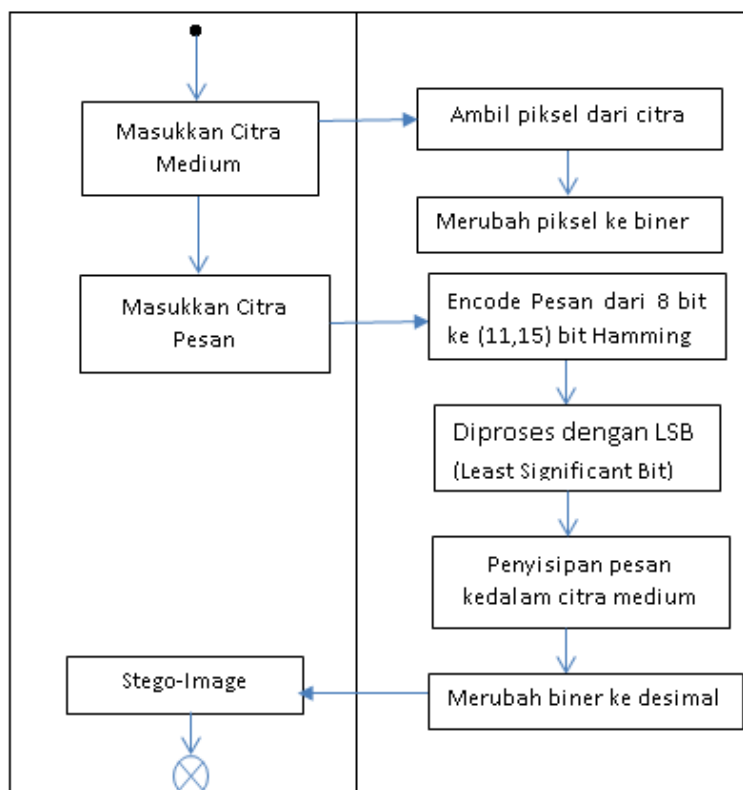 Masukkan Citra
Medium
Ambil piksel dari citra
Merubah piksel ke biner
Masukkan Citra
Pesan
Encode Pesan dari 8 bit
ke (11,15) bit Hamming
Diproses dengan LSB
(Least Significant Bit)
Penyisipan pesan
kedalam citra medium
Merubah biner ke desimal
Stego-Image